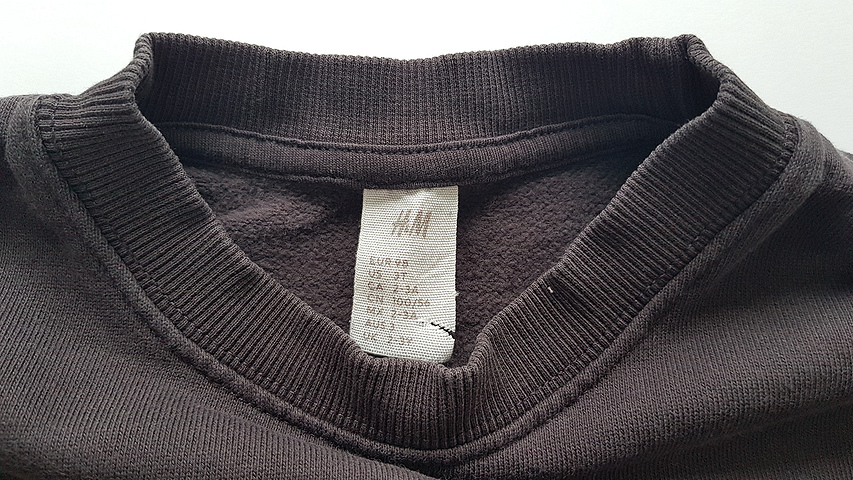 H&M
EUR 98
US 3T
CA 2-3A
CN 100/56
MX 2-3A
AUS 3
UK 2-3Y